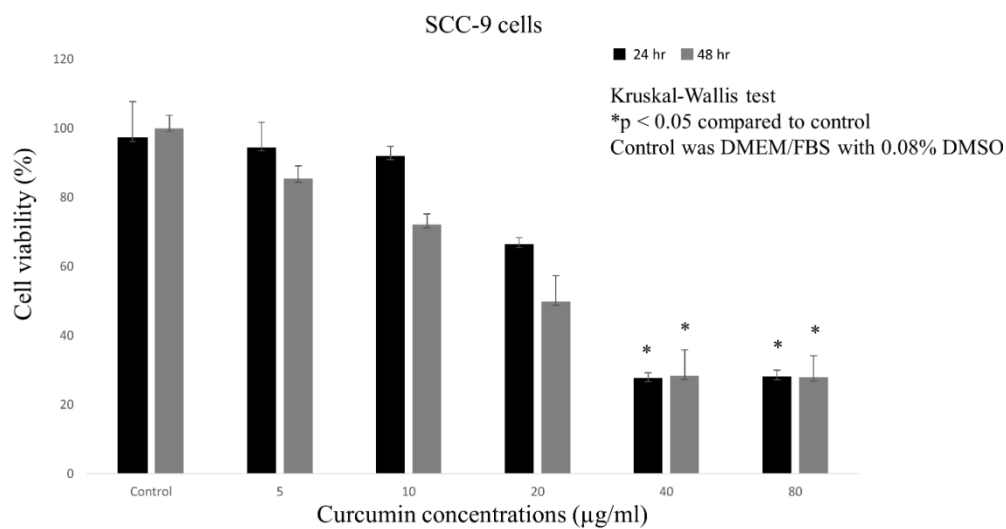 SCC-9 cells
24 hr 48 hr
Kruskal-Wallis test
*p < 0.05 compared to control
Control was DMEM/FBS with 0.08% DMSO
Cell viability (%)
120
100
80
60
40
20
0
* * * *
Control 5 10 20 40 80
Curcumin concentrations (µg/ml)